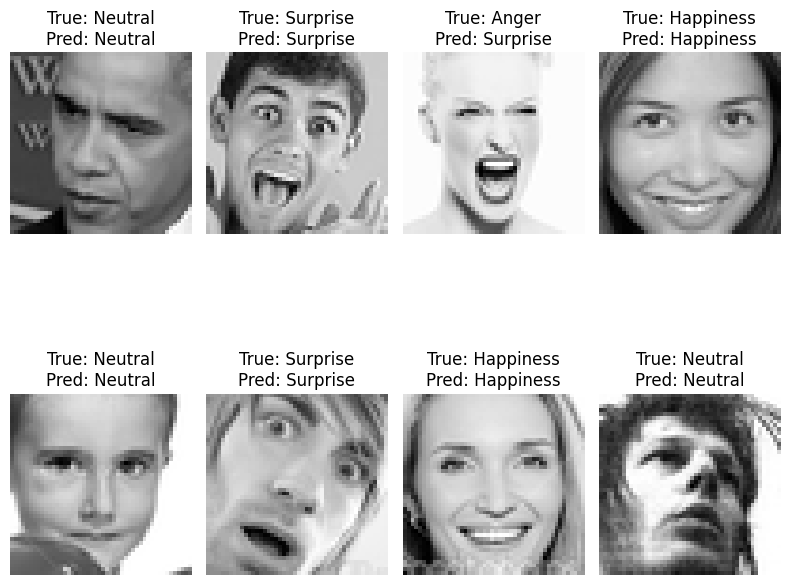 True: Neutral
Pred: Neutral
True: Surprise
Pred: Surprise
True: Anger
Pred: Surprise
True: Happiness
Pred: Happiness
W
W
True: Neutral
Pred: Neutral
True: Surprise
Pred: Surprise
True: Happiness
Pred: Happiness
True: Neutral
Pred: Neutral